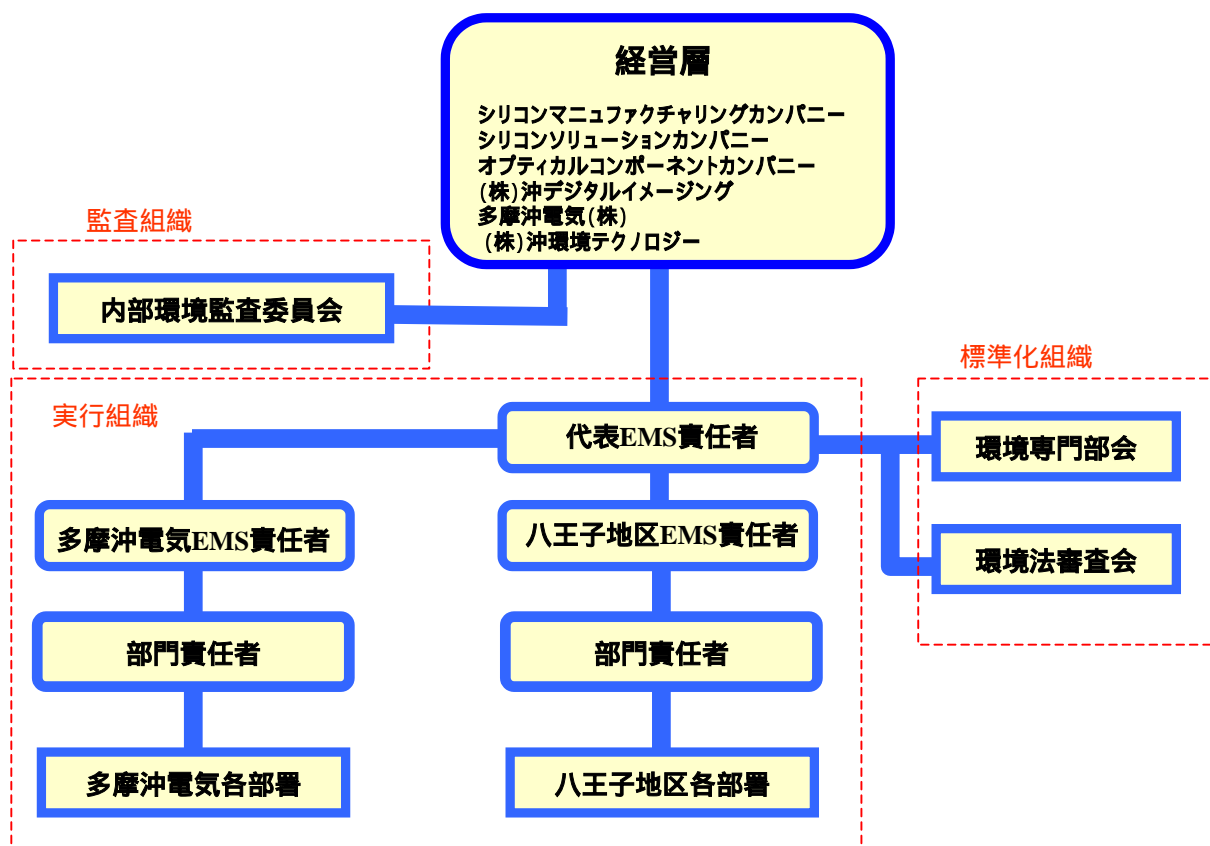 経営層
シリコンマニュファクチャリングカンパニー
シリコンソリューションカンパニー
オプティカルコンポーネントカンパニー
(株)沖デジタルイメージング
多摩沖電気(株)
(株)沖環境テクノロジー
監査組織
内部環境監査委員会
標準化組織
実行組織
代表EMS責任者
環境専門部会
多摩沖電気EMS責任者
八王子地区EMS責任者
環境法審査会
部門責任者
部門責任者
多摩沖電気各部署
八王子地区各部署